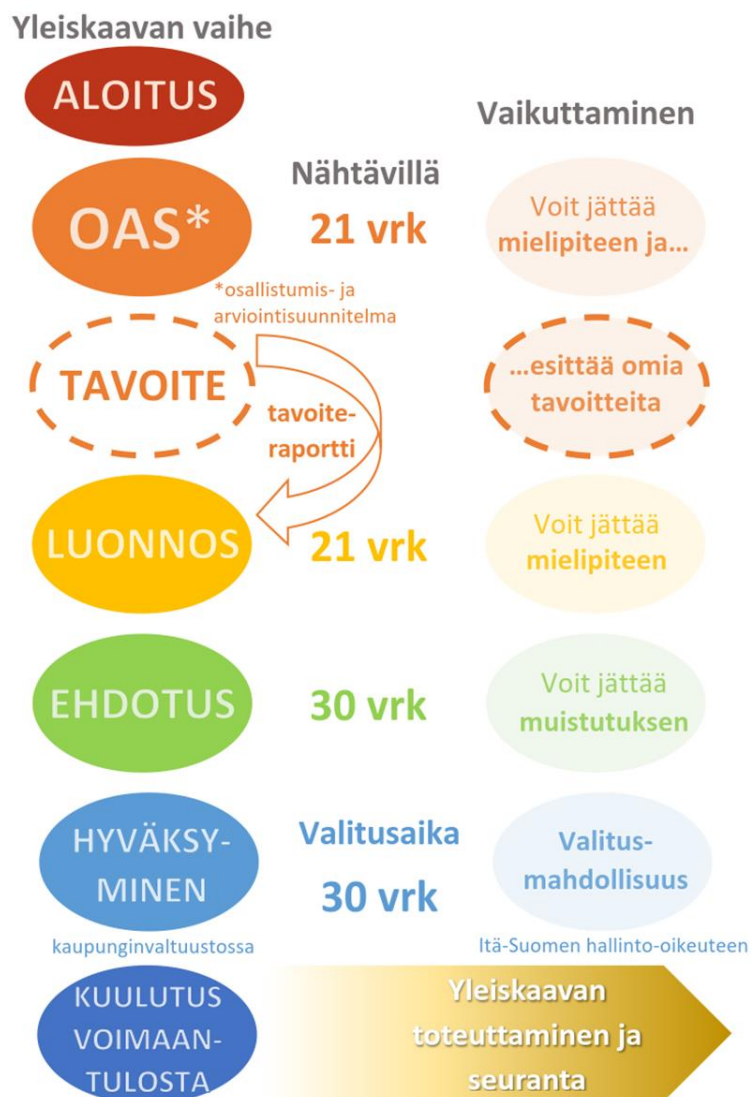 Yleiskaavan vaihe
ALOITUS
Vaikuttaminen
Nähtävillä
OAS*
21 vrk
Voit jättää
mielipiteen ja...
*osallistumis- ja
arviointisuunnitelma
TAVOITE
...esittää omia
tavoitteita
tavoite-
raportti
LUONNOS
21 vrk
Voit jättää
mielipiteen
EHDOTUS
30 vrk
Voit jättää
muistutuksen
HYVÄKSY-
MINEN
Valitusaika
30 vrk
Valitus-
mahdollisuus
kaupunginvaltuustossa
Itä-Suomen hallinto-oikeuteen
KUULUTUS
VOIMAAN-
TULOSTA
Yleiskaavan
toteuttaminen ja
seuranta